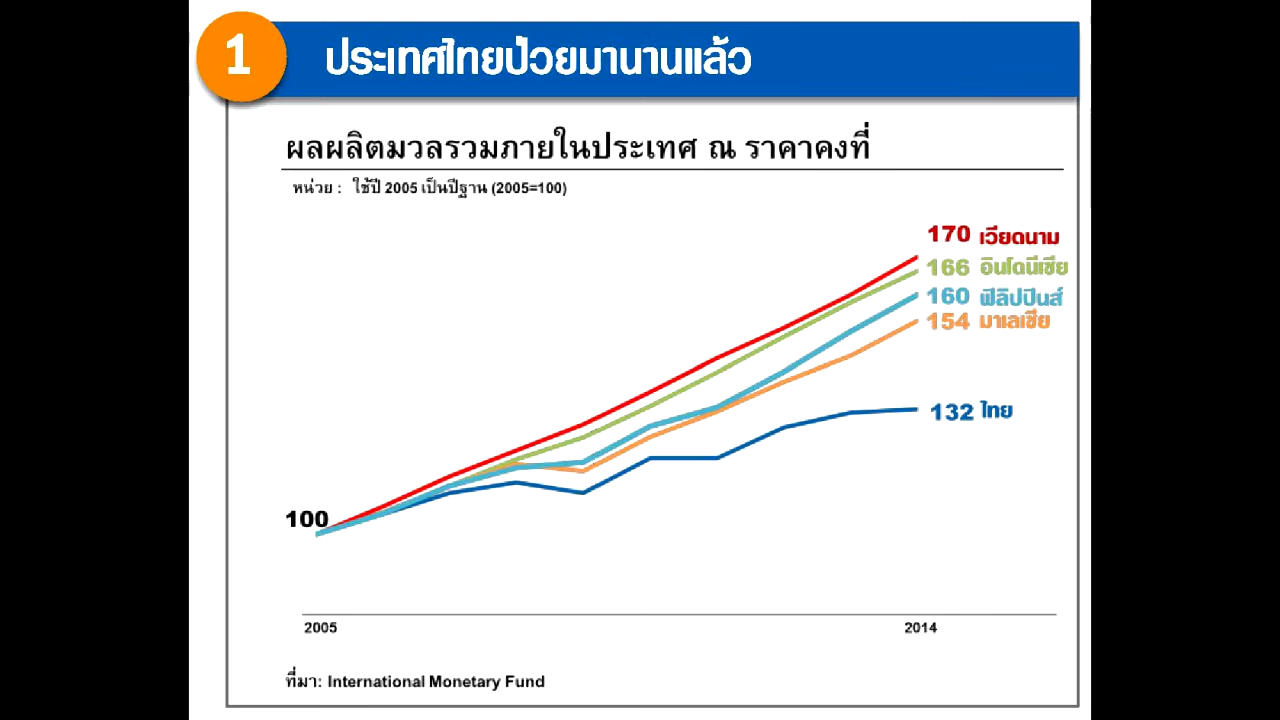 1
ประเทศไทยป่วยมานานแล้ว
ผลผลิตมวลรวมภายในประเทศ ณ ราคาคงที่
หน่วย : ใช้ปี 2005 เป็นปีฐาน (2005=100)
170 เวียดนาม
166 อินโดนีเซีย
160 ฟิลิปปินส์
154 มาเลเซีย
132 ไทย
100
2005
2014
ที่มา: International Monetary Fund